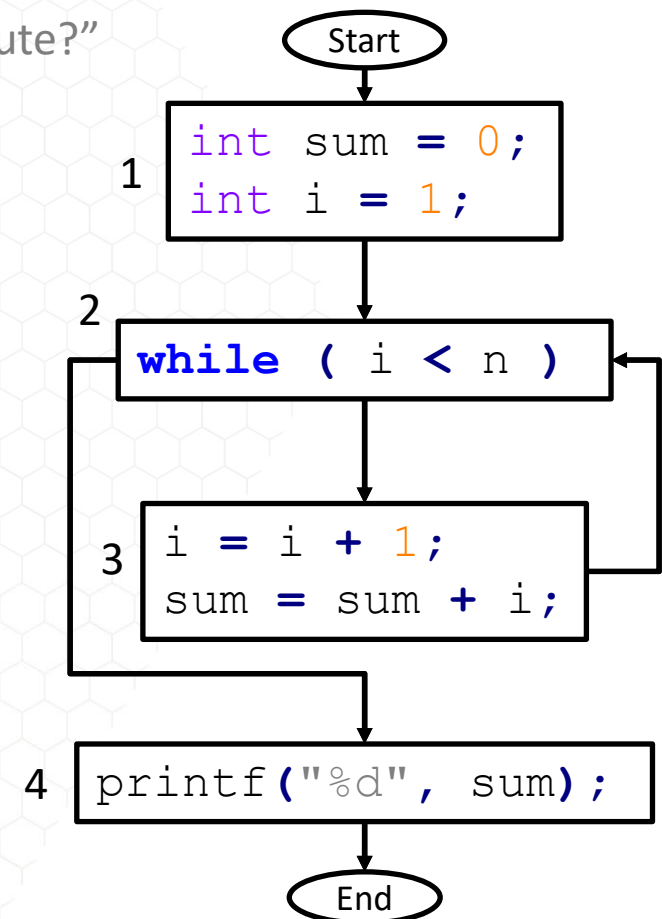 ute?”
Start
1
int sum = 0;
int i = 1;
2
while ( i < n )
3
i = i + 1;
sum = sum + i;
4
printf("%d", sum);
End